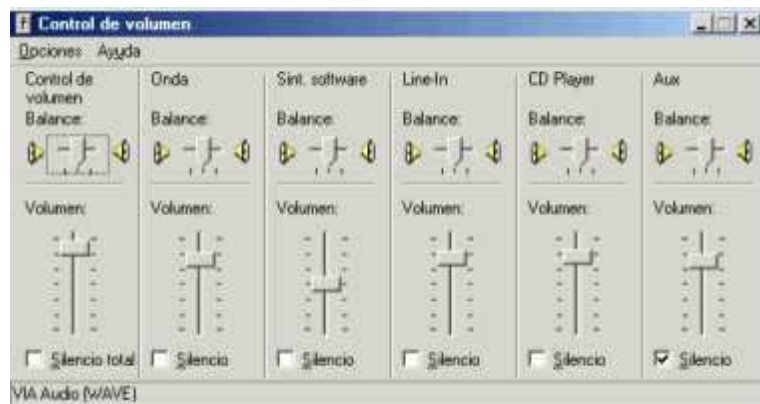 Control de volumen
Opciones Ayuda
Control de volumen
Balance:
Volumen:
Silencio total
Onda
Balance:
Volumen:
Silencio
Sint. software
Balance:
Volumen:
Silencio
Line-In
Balance:
Volumen:
Silencio
CD Player
Balance:
Volumen:
Silencio
Aux
Balance:
Volumen:
Silencio
VIA Audio (WAVE)